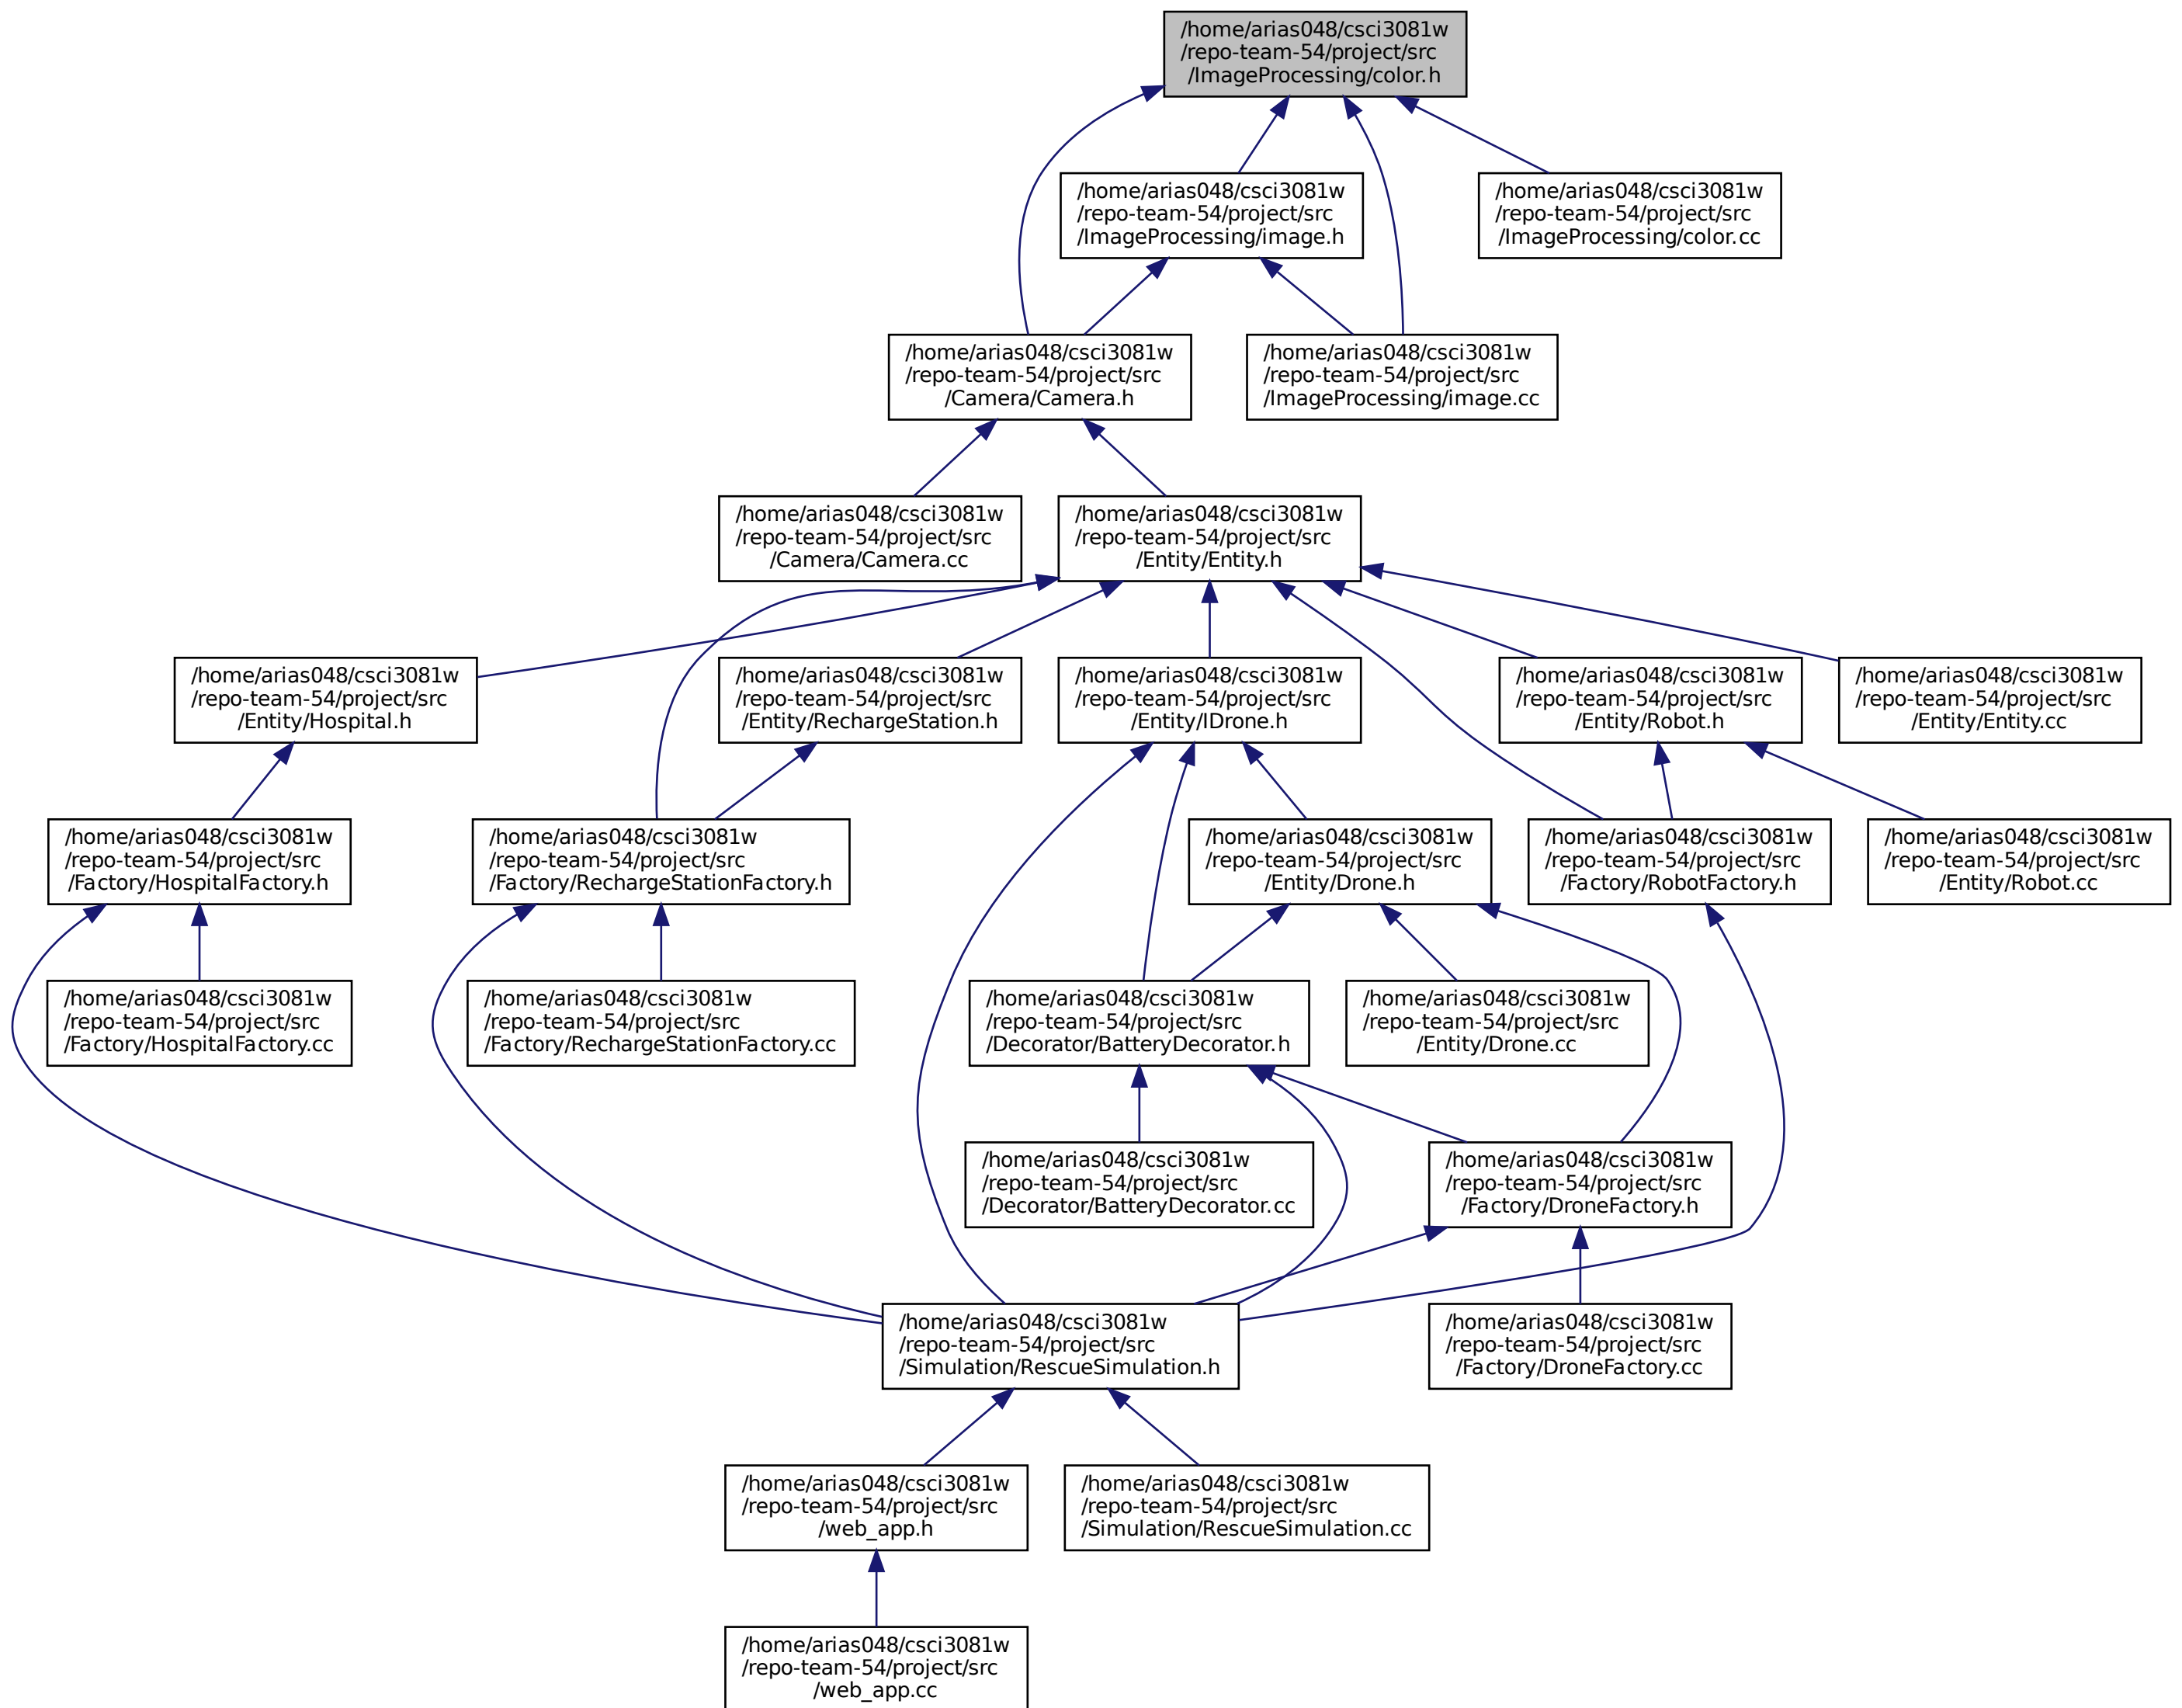 /home/arias048/csci3081w
/repo-team-54/project/src
/ImageProcessing/color.h
/home/arias048/csci3081w
/repo-team-54/project/src
/ImageProcessing/image.h
/home/arias048/csci3081w
/repo-team-54/project/src
/ImageProcessing/color.cc
/home/arias048/csci3081w
/repo-team-54/project/src
/Camera/Camera.h
/home/arias048/csci3081w
/repo-team-54/project/src
/ImageProcessing/image.cc
/home/arias048/csci3081w
/repo-team-54/project/src
/Camera/Camera.cc
/home/arias048/csci3081w
/repo-team-54/project/src
/Entity/Entity.h
/home/arias048/csci3081w
/repo-team-54/project/src
/Entity/Hospital.h
/home/arias048/csci3081w
/repo-team-54/project/src
/Entity/RechargeStation.h
/home/arias048/csci3081w
/repo-team-54/project/src
/Entity/IDrone.h
/home/arias048/csci3081w
/repo-team-54/project/src
/Entity/Robot.h
/home/arias048/csci3081w
/repo-team-54/project/src
/Entity/Entity.cc
/home/arias048/csci3081w
/repo-team-54/project/src
/Factory/HospitalFactory.h
/home/arias048/csci3081w
/repo-team-54/project/src
/Factory/RechargeStationFactory.h
/home/arias048/csci3081w
/repo-team-54/project/src
/Entity/Drone.h
/home/arias048/csci3081w
/repo-team-54/project/src
/Factory/RobotFactory.h
/home/arias048/csci3081w
/repo-team-54/project/src
/Entity/Robot.cc
/home/arias048/csci3081w
/repo-team-54/project/src
/Factory/HospitalFactory.cc
/home/arias048/csci3081w
/repo-team-54/project/src
/Factory/RechargeStationFactory.cc
/home/arias048/csci3081w
/repo-team-54/project/src
/Decorator/BatteryDecorator.h
/home/arias048/csci3081w
/repo-team-54/project/src
/Entity/Drone.cc
/home/arias048/csci3081w
/repo-team-54/project/src
/Decorator/BatteryDecorator.cc
/home/arias048/csci3081w
/repo-team-54/project/src
/Factory/DroneFactory.h
/home/arias048/csci3081w
/repo-team-54/project/src
/Simulation/RescueSimulation.h
/home/arias048/csci3081w
/repo-team-54/project/src
/Factory/DroneFactory.cc
/home/arias048/csci3081w
/repo-team-54/project/src
/web_app.h
/home/arias048/csci3081w
/repo-team-54/project/src
/Simulation/RescueSimulation.cc
/home/arias048/csci3081w
/repo-team-54/project/src
/web_app.cc